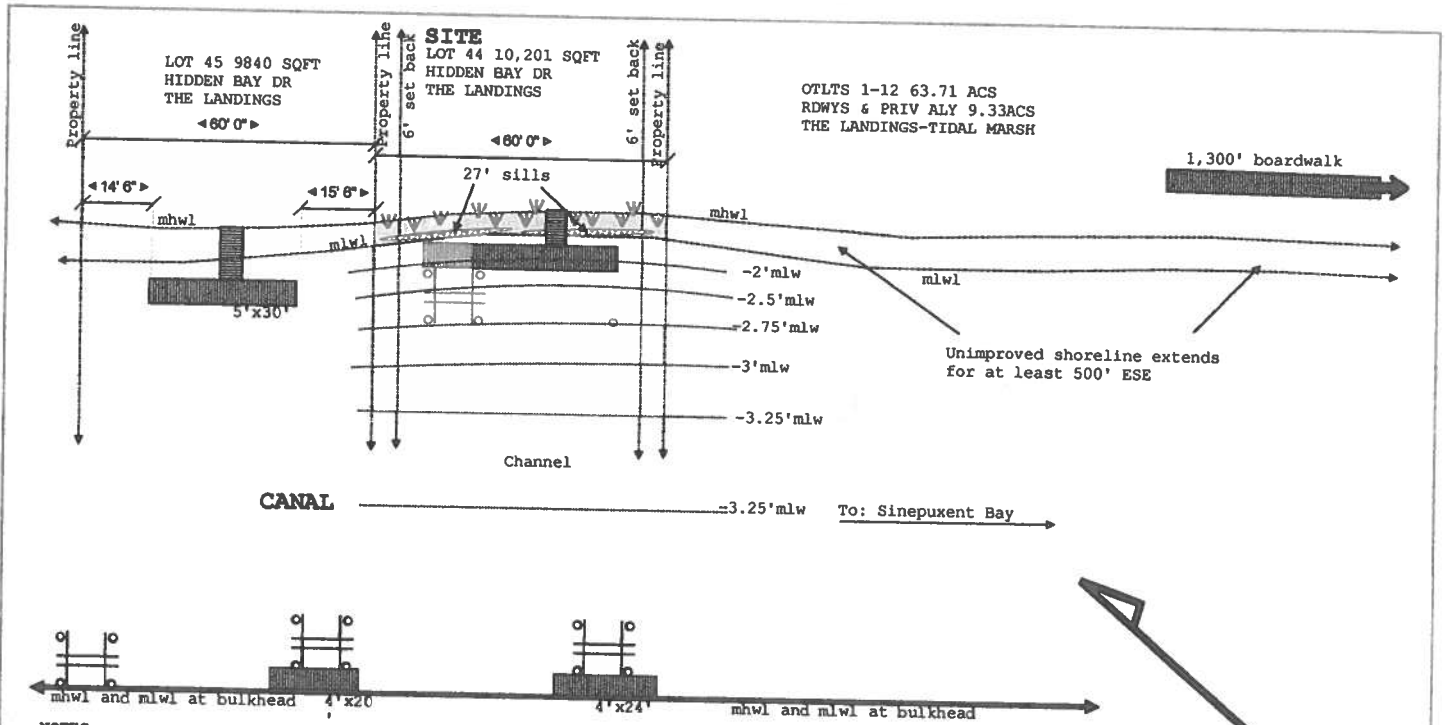 Property line
LOT 45 9840 SQFT
HIDDEN BAY DR
THE LANDINGS
60' 0"
Property line
6' set back
SITE
LOT 44 10,201 SQFT
HIDDEN BAY DR
THE LANDINGS
60' 0"
6' set back
Property line
OTLTS 1-12 63.71 ACS
RDWYS & PRIV ALY 9.33ACS
THE LANDINGS-TIDAL MARSH
1,300' boardwalk
14' 6"
15' 6"
27' sills
mhwl
mlwl
mhwl
mlwl
5'x30'
-2'mlw
-2.5'mlw
-2.75'mlw
-3'mlw
-3.25'mlw
Unimproved shoreline extends
for at least 500' ESE
Channel
CANAL
-3.25'mlw
To: Sinepuxent Bay
mhwl and mlwl at bulkhead
4'x20'
4'x24'
mhwl and mlwl at bulkhead